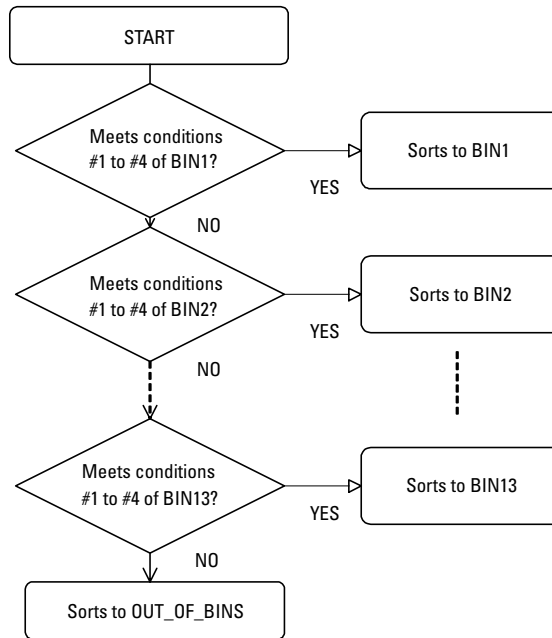 START
Meets conditions
#1 to #4 of BIN1?
Sorts to BIN1
YES
NO
Meets conditions
#1 to #4 of BIN2?
Sorts to BIN2
YES
NO
Meets conditions
#1 to #4 of BIN13?
Sorts to BIN13
YES
NO
Sorts to OUT_OF_BINS